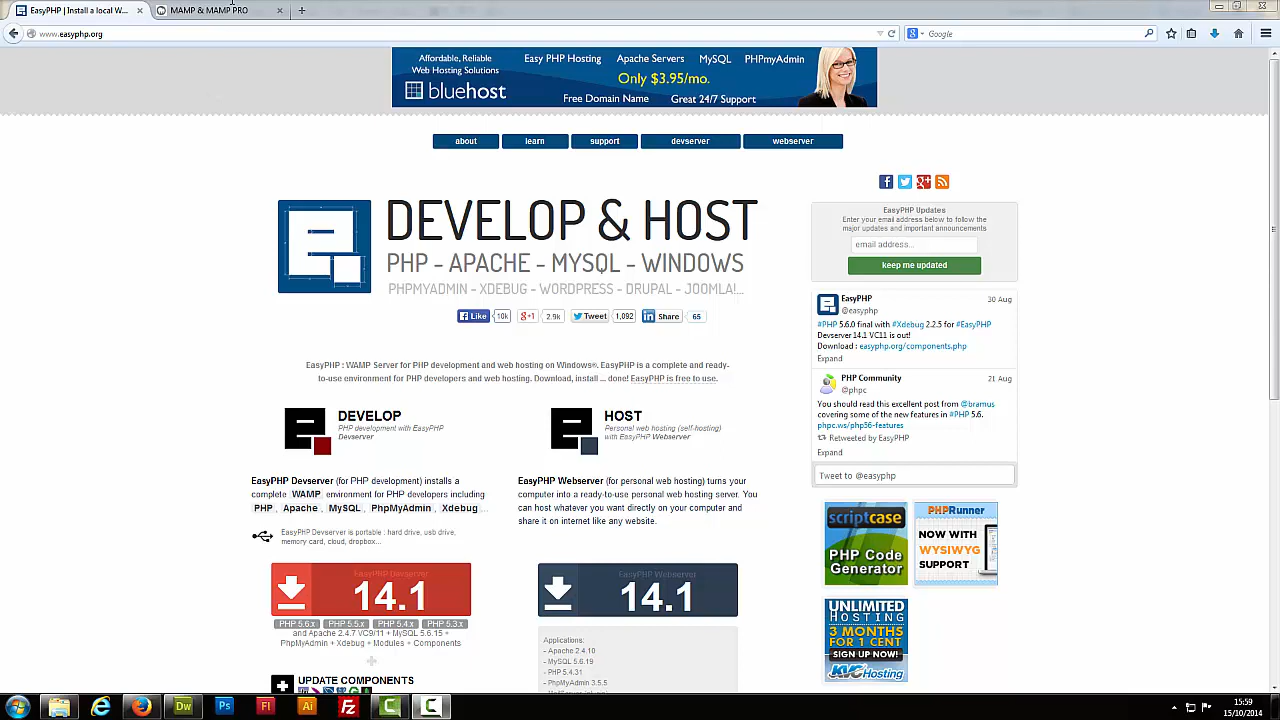 EasyPHP | Install a local W...
MAMP & MAMP PRO
www.easyphp.org
Google
Affordable, Reliable
Web Hosting Solutions
bluehost
Easy PHP Hosting
Apache Servers
MySQL
PHPmyAdmin
Only $3.95/mo.
Free Domain Name
Great 24/7 Support
about
learn
support
devserver
webserver
DEVELOP & HOST
PHP - APACHE - MYSQL - WINDOWS
PHPMYADMIN - XDEBUG - WORDPRESS - DRUPAL - JOOMLA!...
Like 10k
+1 2.9k
Tweet 1,092
Share 65
EasyPHP : WAMP Server for PHP development and web hosting on Windows®. EasyPHP is a complete and ready-
to-use environment for PHP developers and web hosting. Download, install ... done! EasyPHP is free to use.
DEVELOP
PHP development with EasyPHP
Devserver
EasyPHP Devserver (for PHP development) installs a
complete WAMP environment for PHP developers including
PHP , Apache , MySQL , PhpMyAdmin , Xdebug ...
EasyPHP Devserver is portable : hard drive, usb drive,
memory card, cloud, dropbox...
EasyPHP Devserver
14.1
PHP 5.6.x PHP 5.5.x PHP 5.4.x PHP 5.3.x
and Apache 2.4.7 VC9/11 + MySQL 5.6.15 +
PhpMyAdmin + Xdebug + Modules + Components
UPDATE COMPONENTS
HOST
Personal web hosting (self-hosting)
with EasyPHP Webserver
EasyPHP Webserver (for personal web hosting) turns your
computer into a ready-to-use personal web hosting server. You
can host whatever you want directly on your computer and
share it on internet like any website.
EasyPHP Webserver
14.1
Applications:
- Apache 2.4.10
- MySQL 5.6.19
- PHP 5.4.31
- PhpMyAdmin 3.5.5
EasyPHP Updates
Enter your email address below to follow the
major updates and important announcements
email address...
keep me updated
EasyPHP 30 Aug
@easyphp
#PHP 5.6.0 final with #Xdebug 2.2.5 for #EasyPHP
Devserver 14.1 VC11 is out!
Download : easyphp.org/components.php
Expand
PHP Community 21 Aug
@phpc
You should read this excellent post from @bramus
covering some of the new features in #PHP 5.6.
phpc.ws/php56-features
Retweeted by EasyPHP
Expand
Tweet to @easyphp
scriptcase
PHP Code
Generator
PHPRunner
NOW WITH
WYSIWYG
SUPPORT
UNLIMITED
HOSTING
3 MONTHS
FOR 1 CENT
SIGN UP NOW!
KVCHosting
Dw
Ps
Fl
Ai
Fz
15:59
15/10/2014